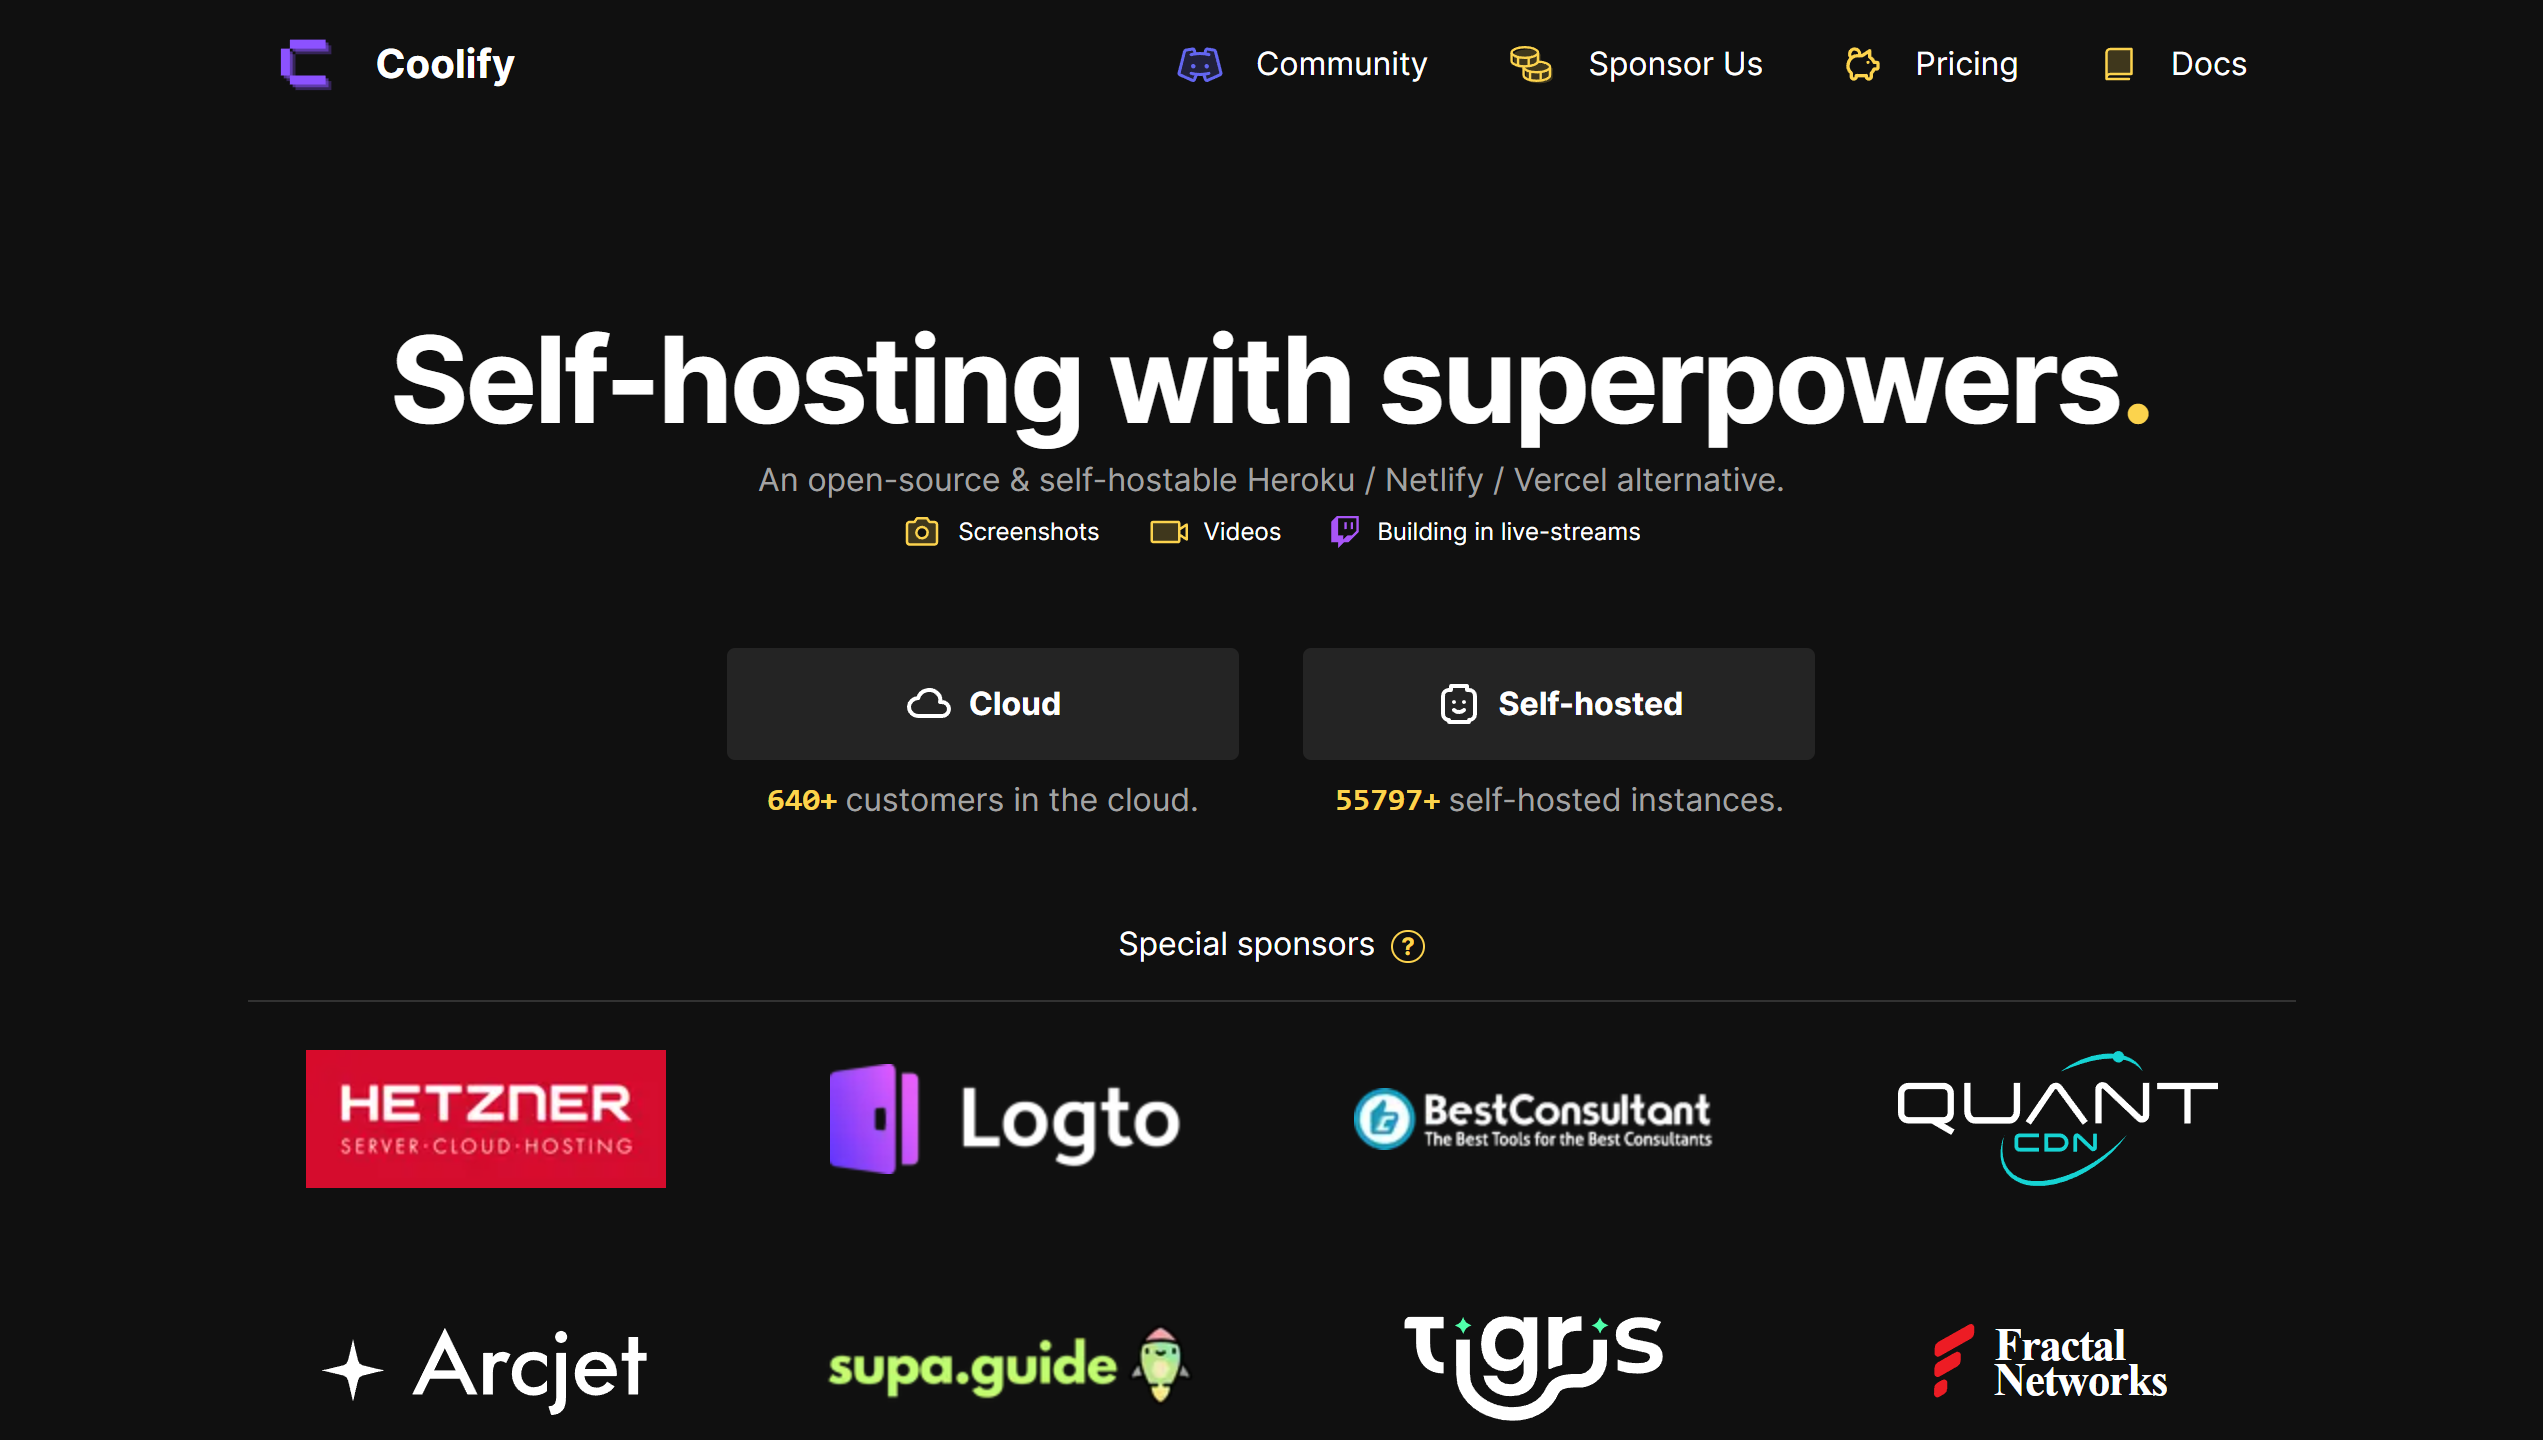 Coolify
Community
Sponsor Us
Pricing
Docs
Self-hosting with superpowers.
An open-source & self-hostable Heroku / Netlify / Vercel alternative.
Screenshots
Videos
Building in live-streams
Cloud
Self-hosted
640+ customers in the cloud.
55797+ self-hosted instances.
Special sponsors ?
HETZNER
SERVER·CLOUD·HOSTING
Logto
BestConsultant
The Best Tools for the Best Consultants
QUANT
CDN
Arcjet
supa.guide
tigris
Fractal
Networks